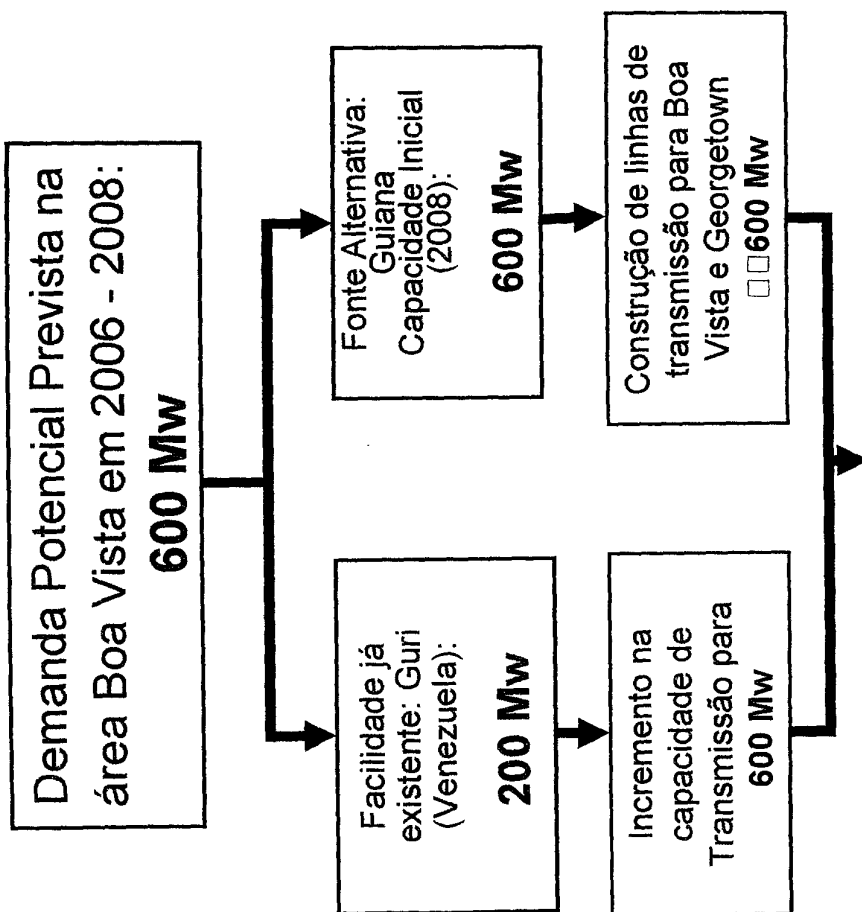 Demanda Potencial Prevista na
área Boa Vista em 2006 - 2008:
600 Mw
Facilidade já
existente: Guri
(Venezuela):
200 Mw
Fonte Alternativa:
Guiana
Capacidade Inicial
(2008):
600 Mw
Incremento na
capacidade de
Transmissão para
600 Mw
Construção de linhas de
transmissão para Boa
Vista e Georgetown
□□600 Mw